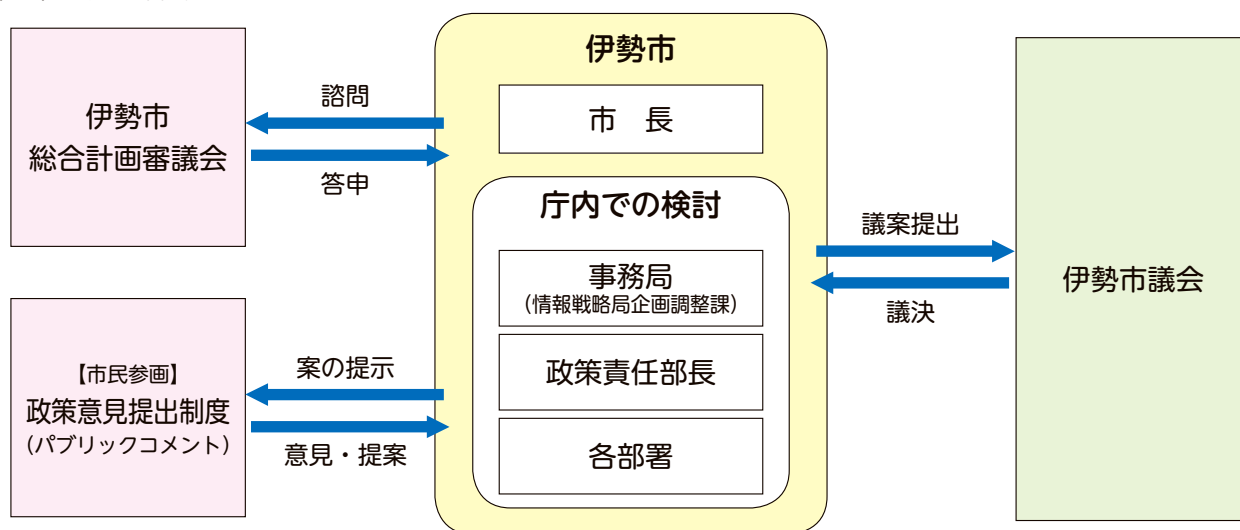 伊勢市
総合計画審議会
諮問
答申
【市民参画】
政策意見提出制度
(パブリックコメント)
案の提示
意見・提案
伊勢市
市　長
庁内での検討
事務局
(情報戦略局企画調整課)
政策責任部長
各部署
議案提出
議決
伊勢市議会